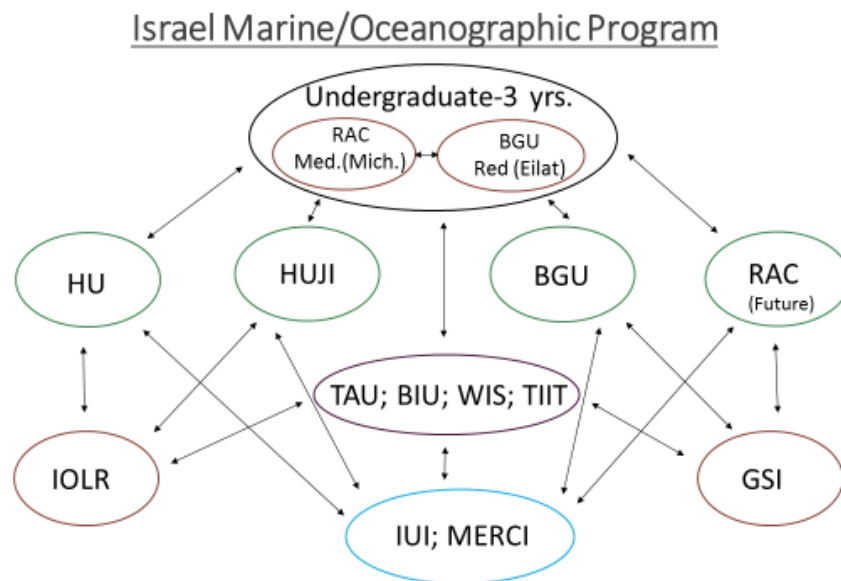 Israel Marine/Oceanographic Program
Undergraduate-3 yrs.
RAC
Med.(Mich.)
BGU
Red (Eilat)
HU
HUJI
BGU
RAC
(Future)
TAU; BIU; WIS; TIIT
IOLR
GSI
IUI; MERCI